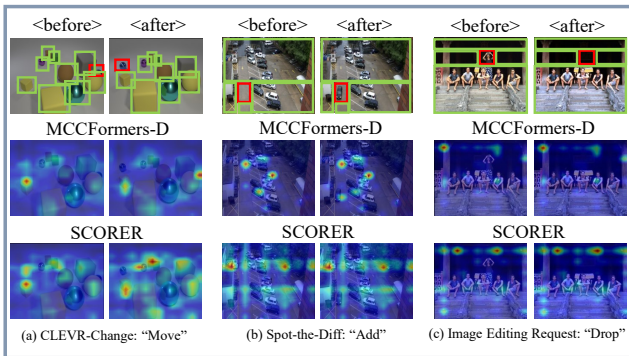 <before> <after> <before> <after> <before> <after>
MCCFormers-D MCCFormers-D MCCFormers-D
SCORER SCORER SCORER
(a) CLEVR-Change: “Move” (b) Spot-the-Diff: “Add” (c) Image Editing Request: “Drop”